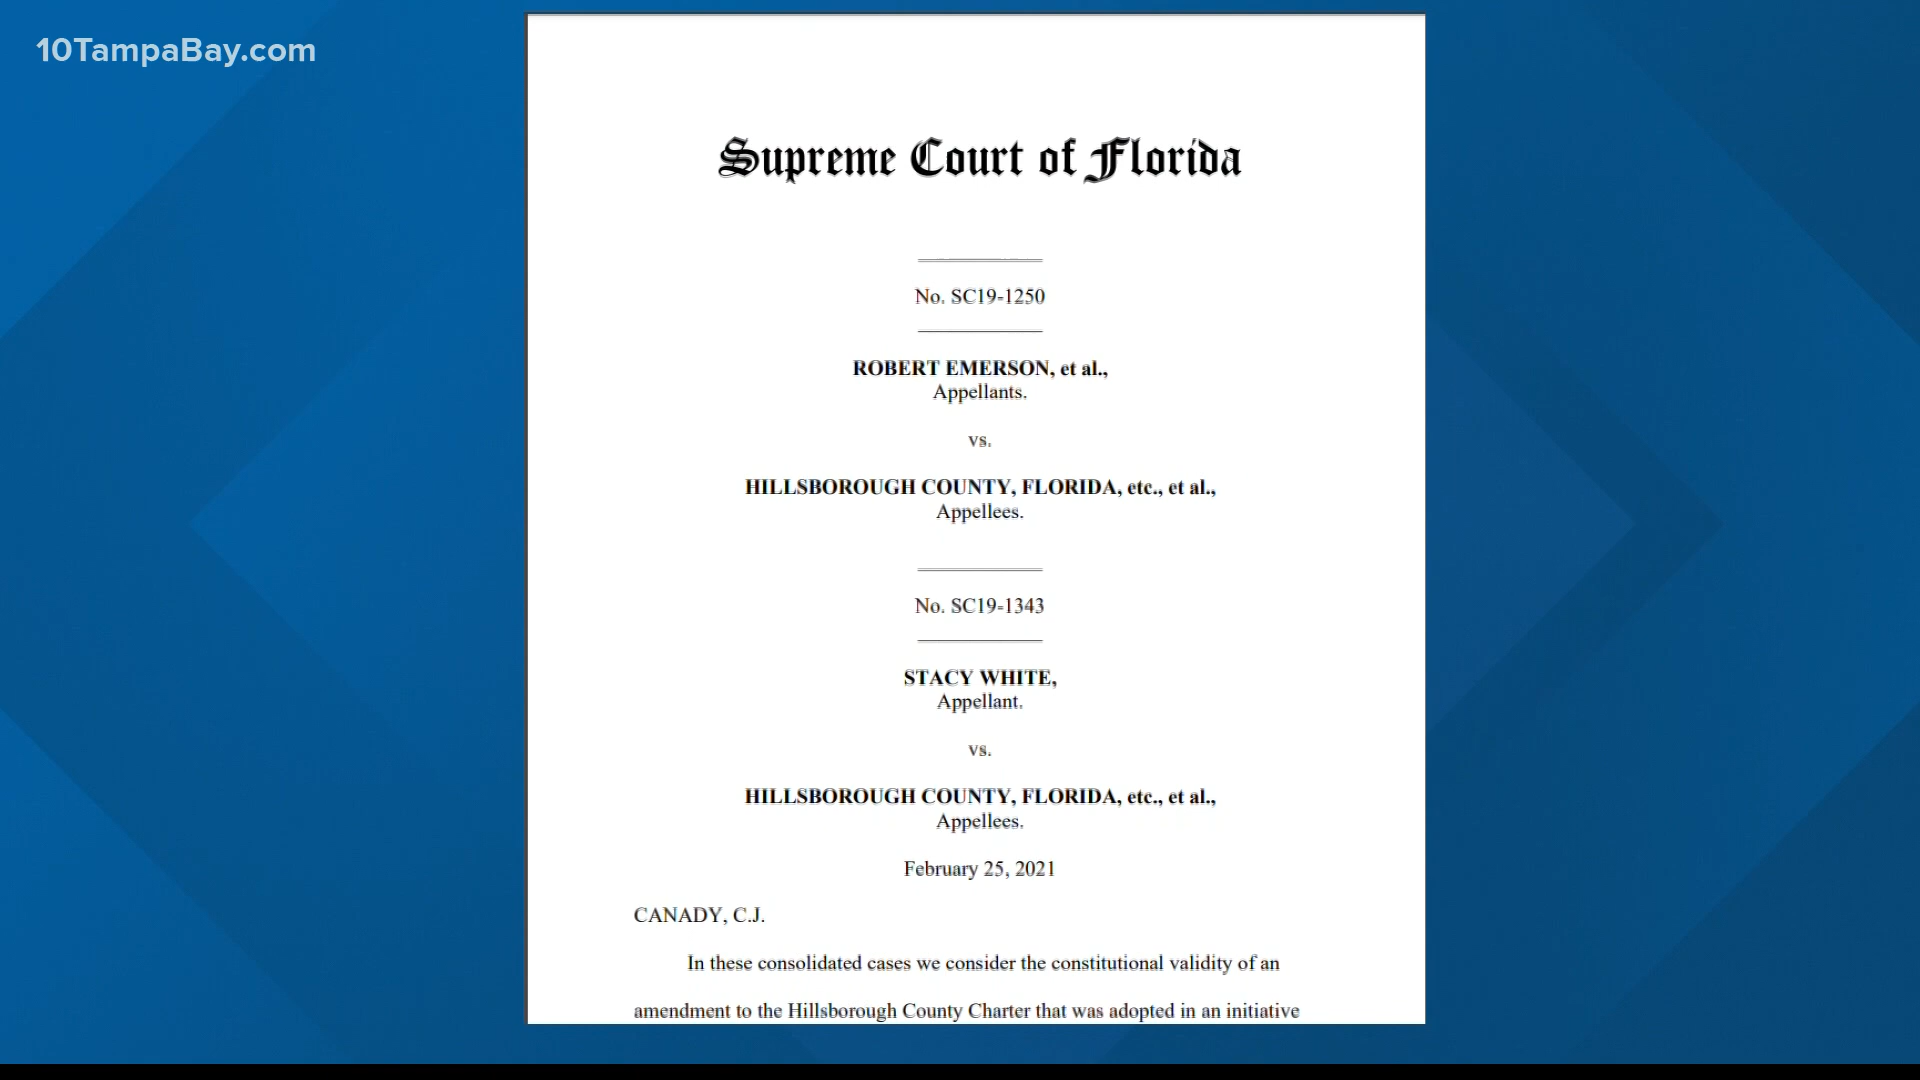 10TampaBay.com
Supreme Court of Florida
No. SC19-1250
ROBERT EMERSON, et al.,
Appellants.
vs.
HILLSBOROUGH COUNTY, FLORIDA, etc., et al.,
Appellees.
No. SC19-1343
STACY WHITE,
Appellant.
vs.
HILLSBOROUGH COUNTY, FLORIDA, etc., et al.,
Appellees.
February 25, 2021
CANADY, C.J.
In these consolidated cases we consider the constitutional validity of an
amendment to the Hillsborough County Charter that was adopted in an initiative